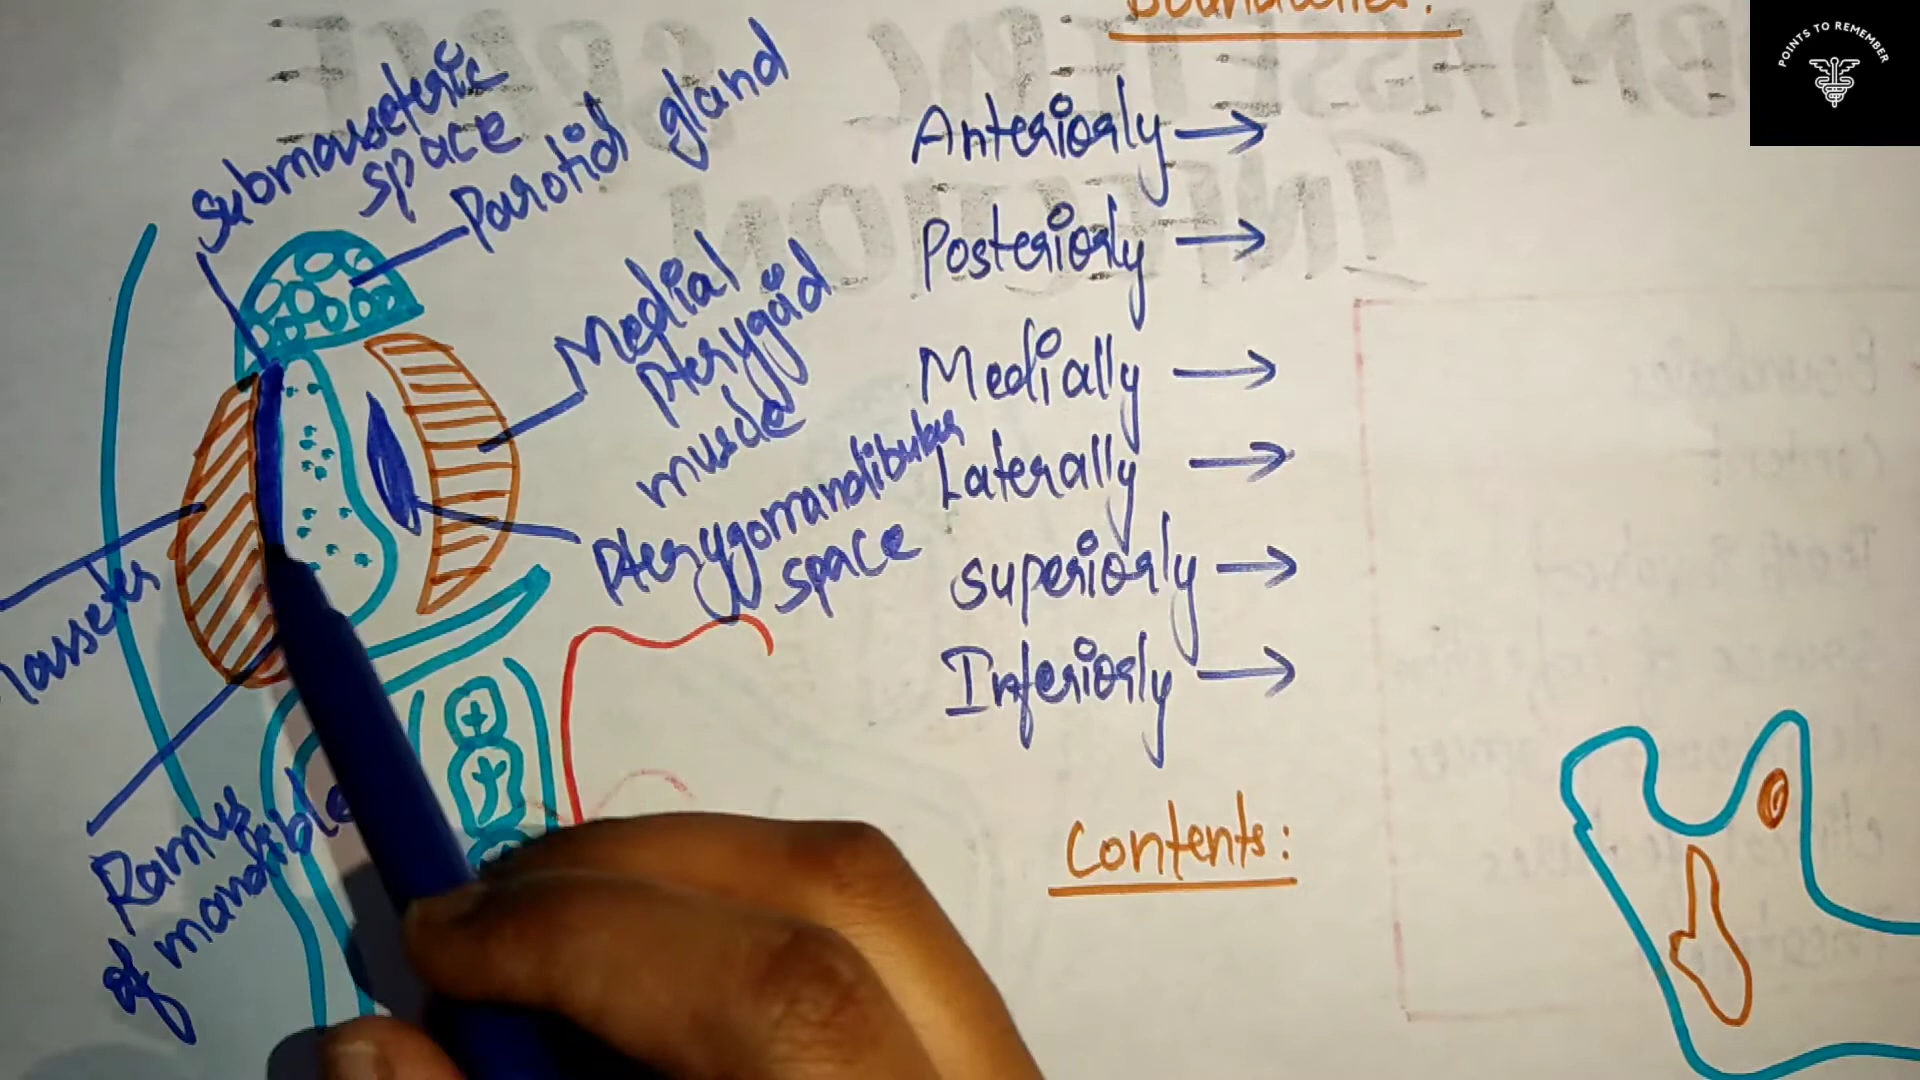 Boundaries:
POINTS TO REMEMBER
Submasseteric
space
Parotid gland
Medial
pterygoid
muscle
Pterygomandibular
space
Masseter
Ramus
of mandible
Anteriorly →
Posteriorly →
Medially →
Laterally →
Superiorly →
Inferiorly →
Contents: